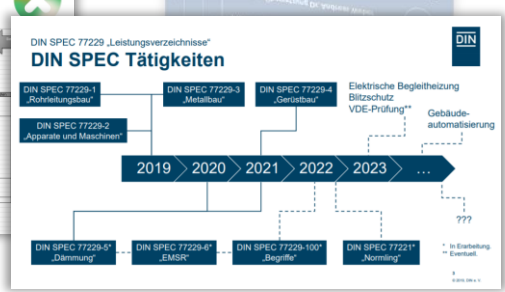 DIN SPEC 77229 „Leistungsverzeichnisse“
DIN SPEC Tätigkeiten
DIN
DIN SPEC 77229-1
„Rohrleitungsbau“
DIN SPEC 77229-3
„Metallbau“
DIN SPEC 77229-4
„Gerüstbau“
Elektrische Begleitheizung
Blitzschutz
VDE-Prüfung**
Gebäude-
automatisierung
DIN SPEC 77229-2
„Apparate und Maschinen“
2019
2020
2021
2022
2023
...
???
DIN SPEC 77229-5*
„Dämmung“
DIN SPEC 77229-6*
„EMSR“
DIN SPEC 77229-100*
„Begriffe“
DIN SPEC 77221*
„Normling“
* In Erarbeitung.
** Eventuell.
© 2019, DIN e. V.